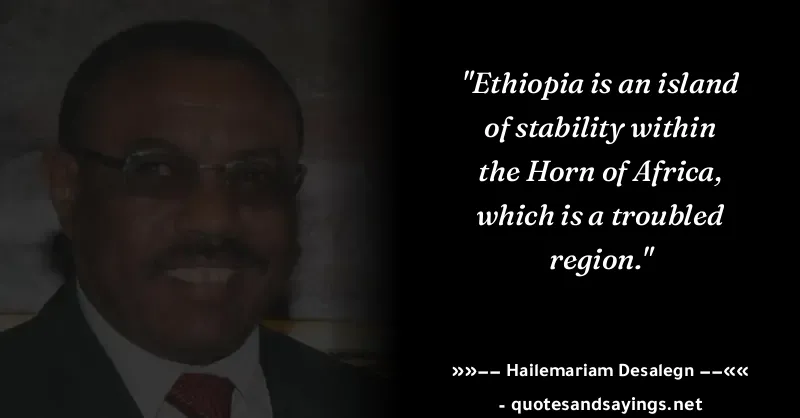 "Ethiopia is an island
of stability within
the Horn of Africa,
which is a troubled
region."
»»−− Hailemariam Desalegn −−««
- quotesandsayings.net